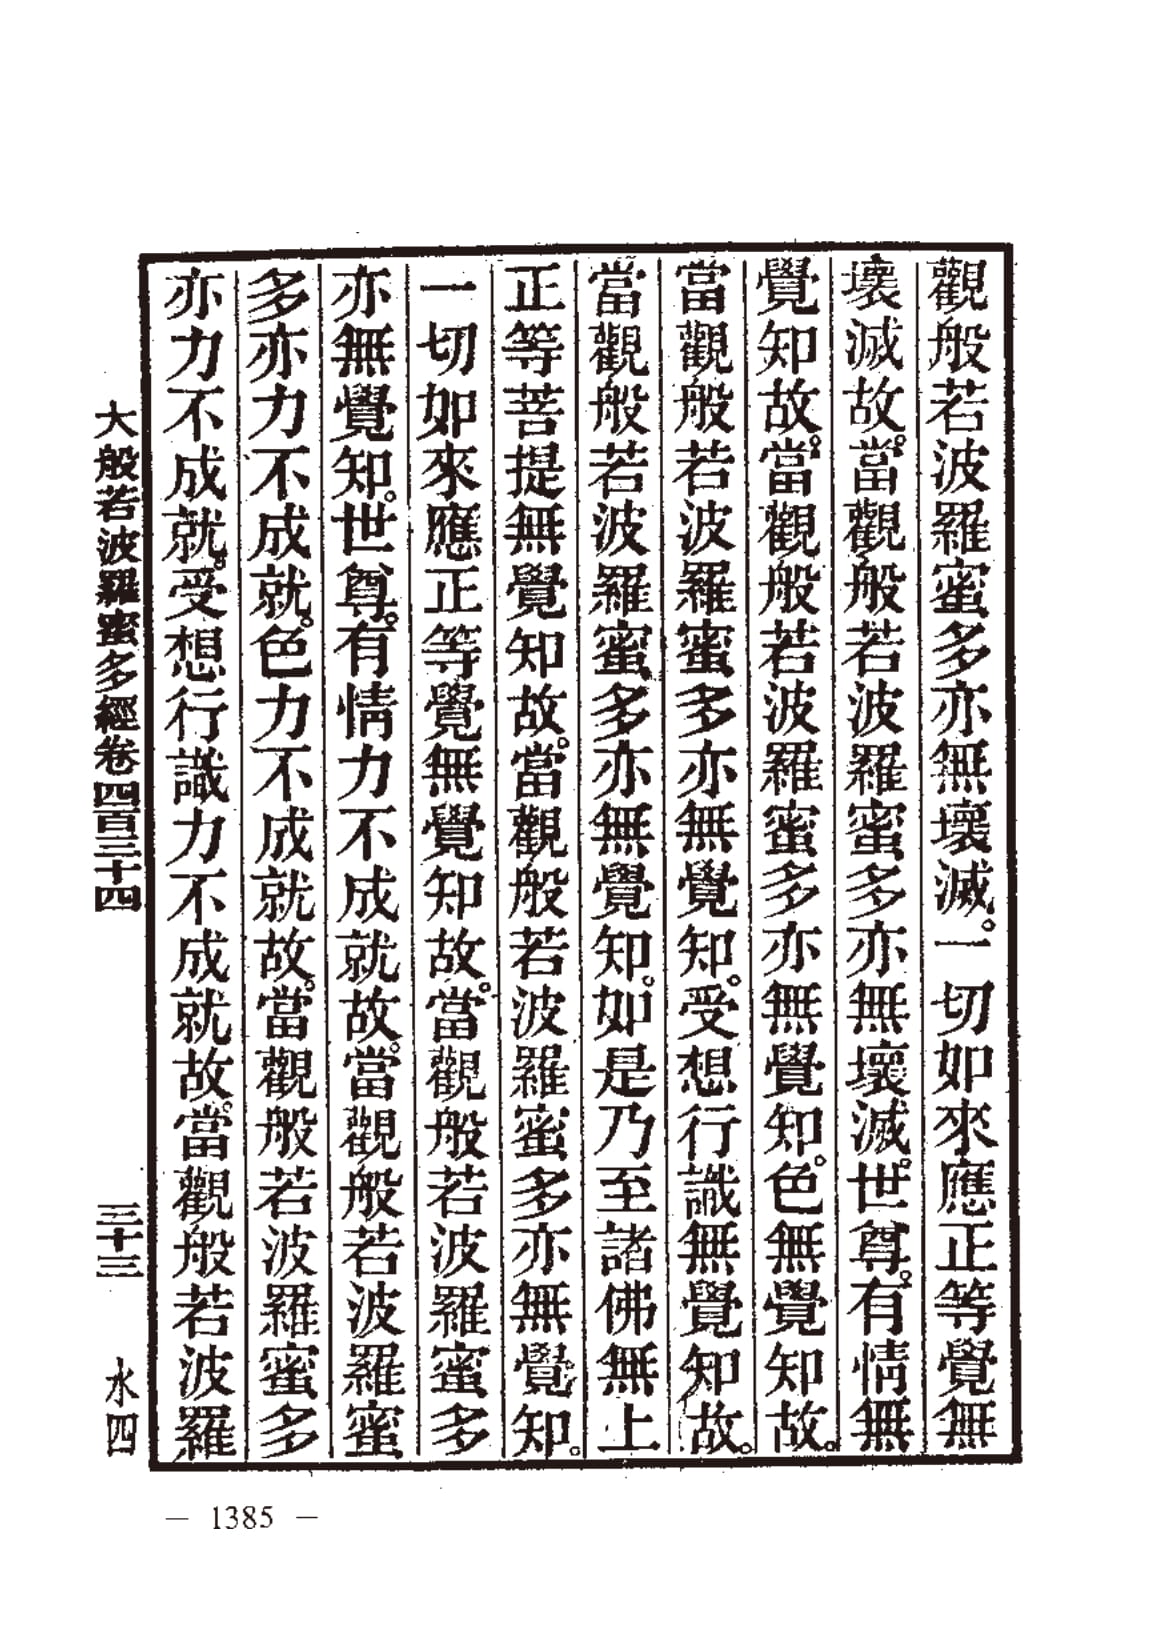 觀般若波羅蜜多亦無壞滅。一切如來應正等覺無
壞滅故。當觀般若波羅蜜多亦無壞滅。世尊。有情無
覺知故。當觀般若波羅蜜多亦無覺知。色無覺知故。
當觀般若波羅蜜多亦無覺知。受想行識無覺知故。
當觀般若波羅蜜多亦無覺知。如是乃至諸佛無上
正等菩提無覺知故。當觀般若波羅蜜多亦無覺知。
一切如來應正等覺無覺知故。當觀般若波羅蜜多
亦無覺知。世尊。有情力不成就故。當觀般若波羅蜜
多亦力不成就。色力不成就故。當觀般若波羅蜜多
亦力不成就。受想行識力不成就故。當觀般若波羅
大般若波羅蜜多經卷四百三十四 三十三 水四
— 1385 —